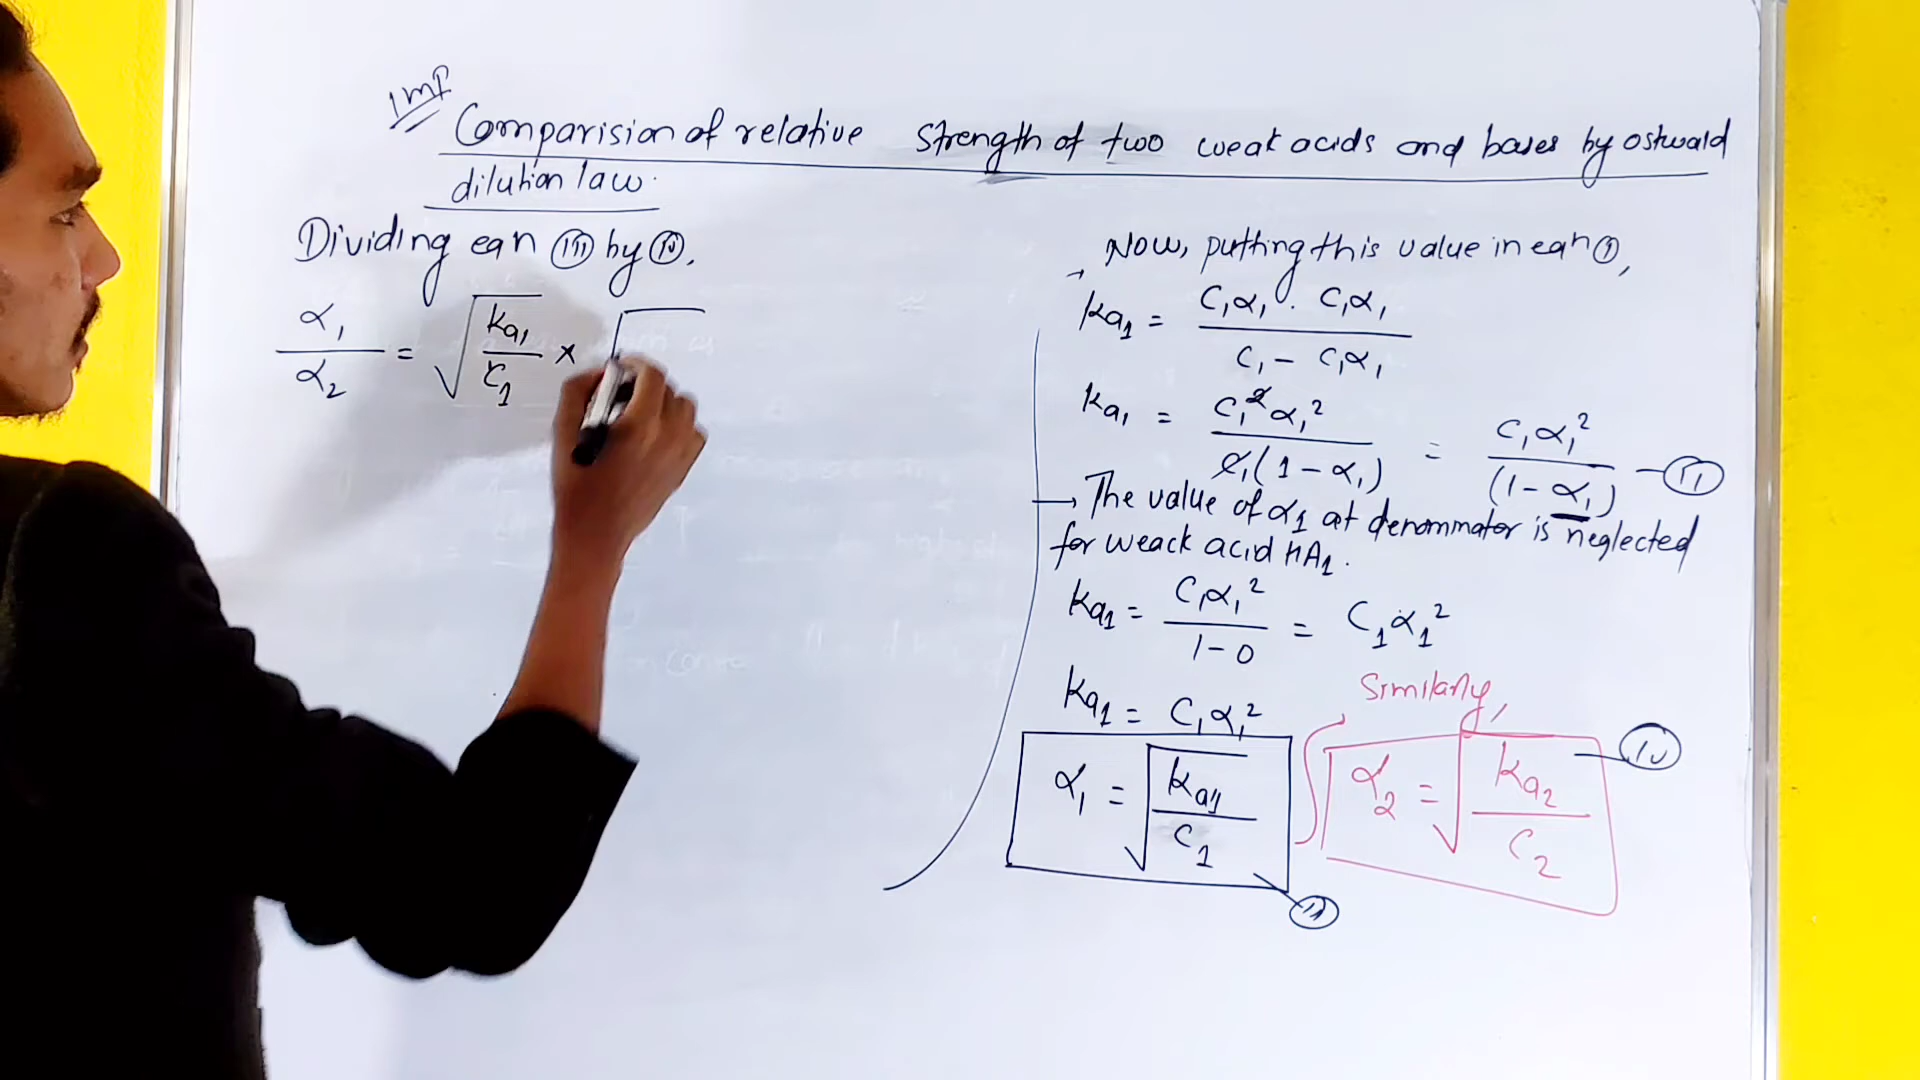 Imp
Comparision of relative strength of two weak acids and bases by ostwald
dilution law.
Dividing eqn (iii) by (iv),
α₁/α₂ = √(ka₁/C₁) × √
Now, putting this value in eqn (i),
ka₁ = C₁α₁ . C₁α₁ / C₁ - C₁α₁
ka₁ = C₁²α₁² / C₁(1-α₁) = C₁α₁² / (1-α₁) — (ii)
→ The value of α₁ at denommator is neglected
for weack acid HA₁.
ka₁ = C₁α₁² / 1-0 = C₁α₁²
ka₁ = C₁α₁²
α₁ = √(ka₁/C₁) — (iii)
Similarly,
α₂ = √(ka₂/C₂) — (iv)